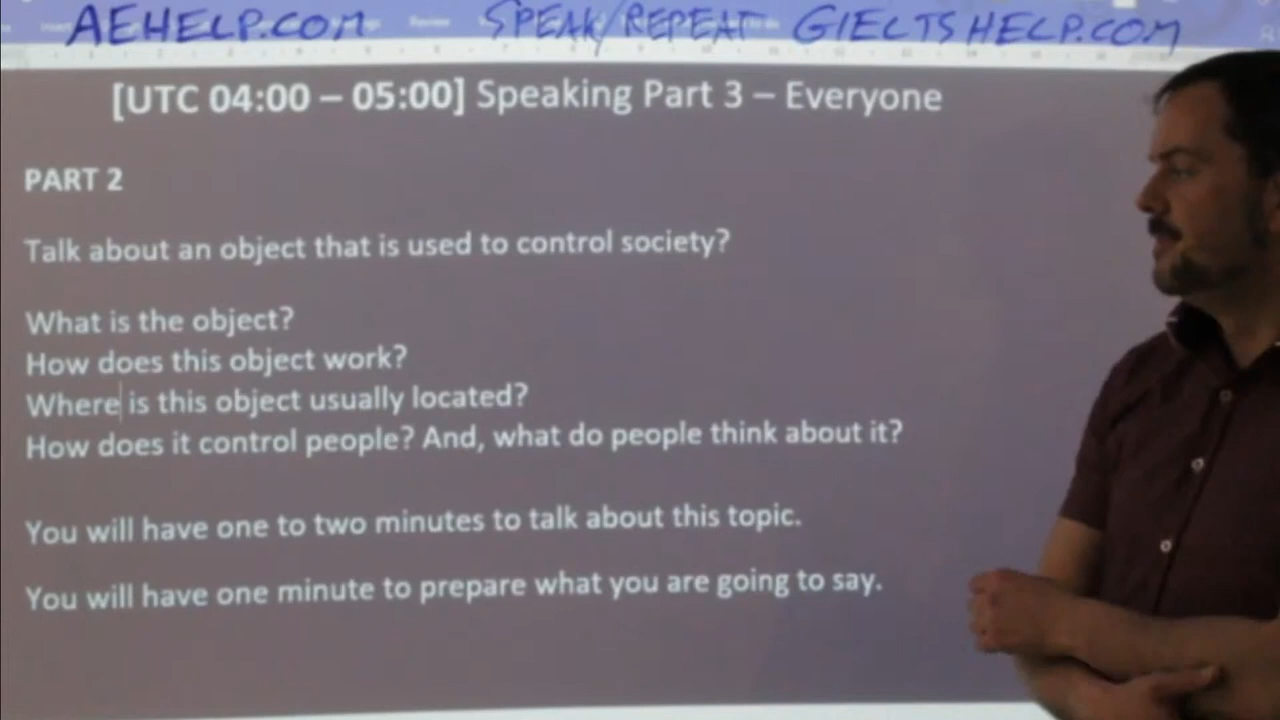 AEHELP.COM SPEAK/REPEAT GIELTSHELP.COM
[UTC 04:00 – 05:00] Speaking Part 3 – Everyone
PART 2
Talk about an object that is used to control society?
What is the object?
How does this object work?
Where is this object usually located?
How does it control people? And, what do people think about it?
You will have one to two minutes to talk about this topic.
You will have one minute to prepare what you are going to say.